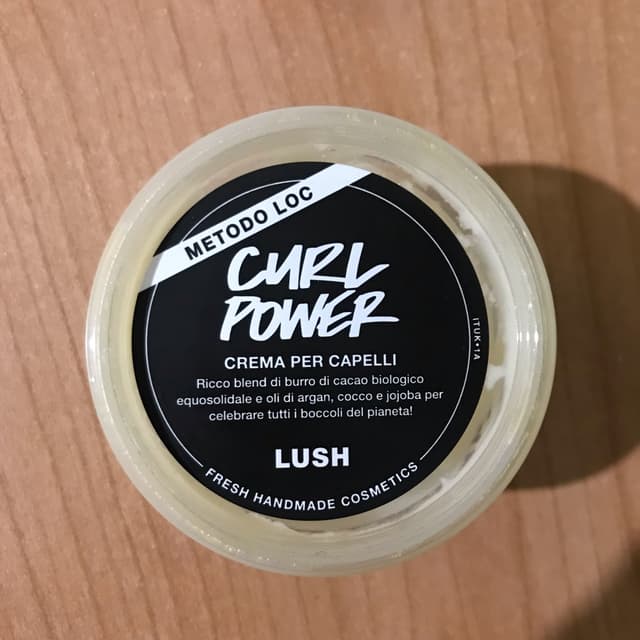 METODO LOC
CURL
POWER
CREMA PER CAPELLI
Ricco blend di burro di cacao biologico
equosolidale e oli di argan, cocco e jojoba per
celebrare tutti i boccoli del pianeta!
LUSH
FRESH HANDMADE COSMETICS
ITUK•1A